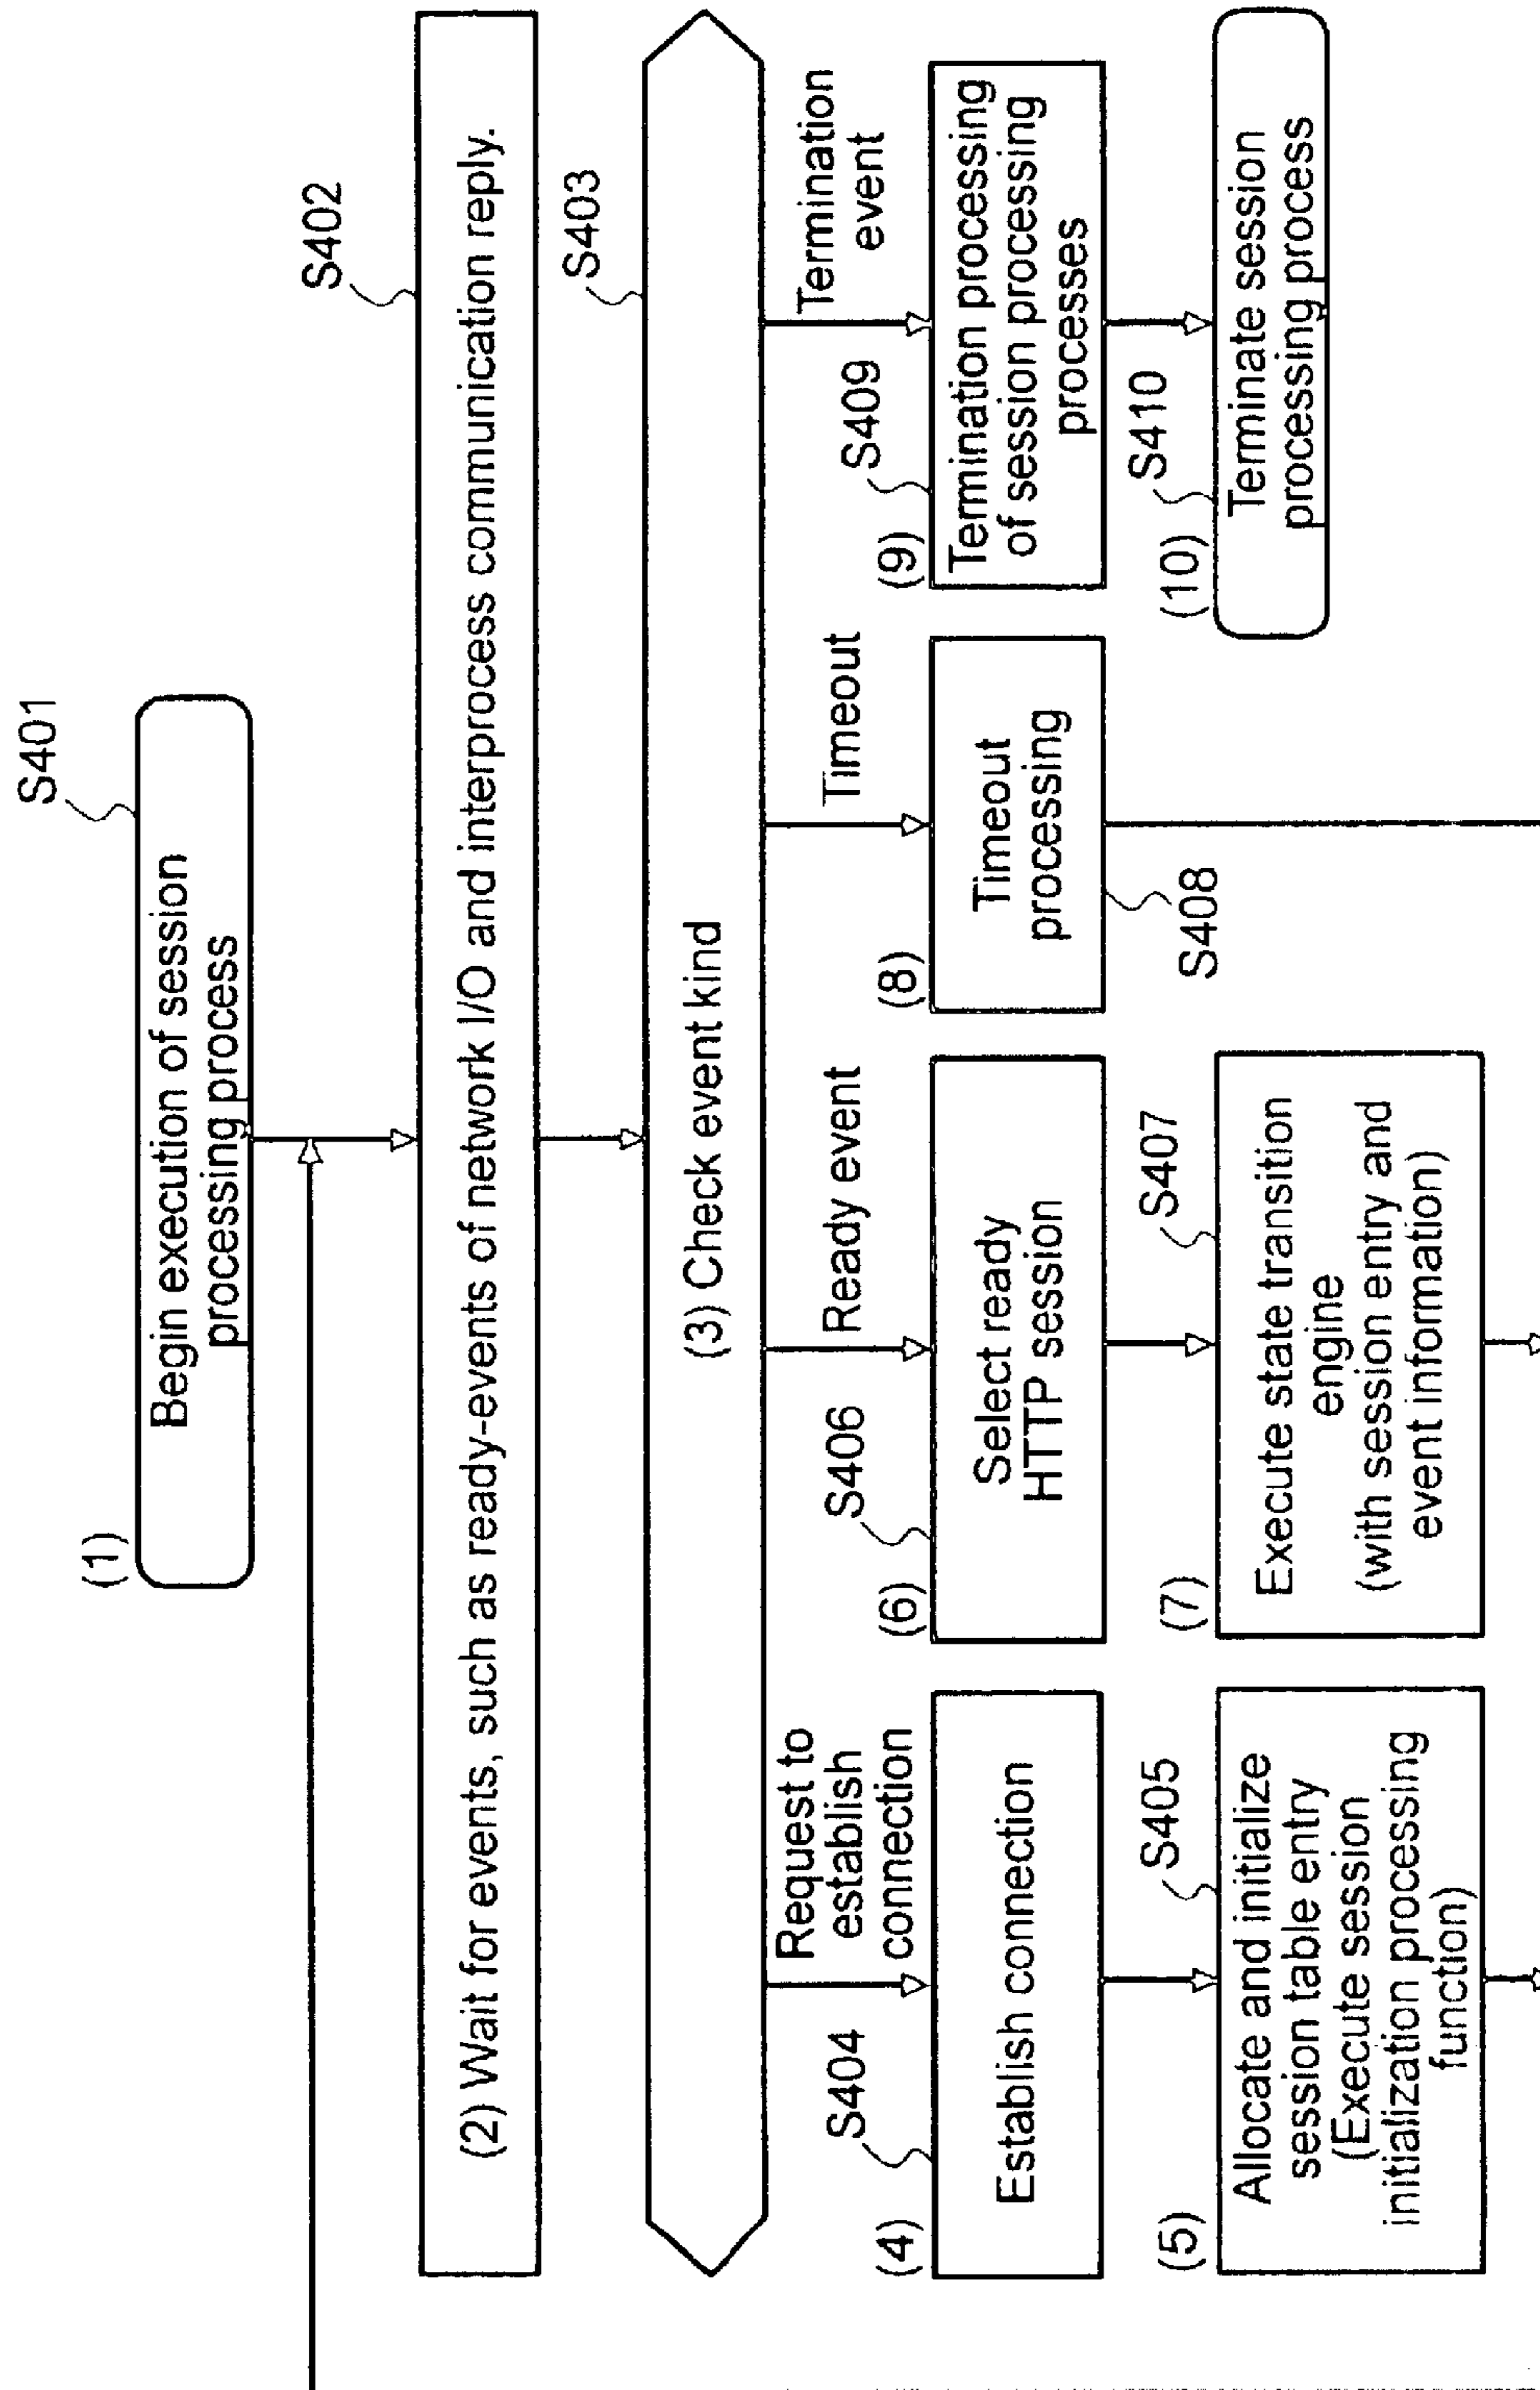 S401
(1)
Begin execution of session
processing process
S402
(2) Wait for events, such as ready-events of network I/O and interprocess communication reply.
S403
(3) Check event kind
Request to
establish
connection
Ready event
Timeout
Termination
event
S404
(4)
Establish connection
S406
(6)
Select ready
HTTP session
(8)
Timeout
processing
S408
S409
(9)
Termination processing
of session processing
processes
S405
(5)
Allocate and initialize
session table entry
(Execute session
initialization processing
function)
S407
(7)
Execute state transition
engine
(with session entry and
event information)
S410
(10)
Terminate session
processing process